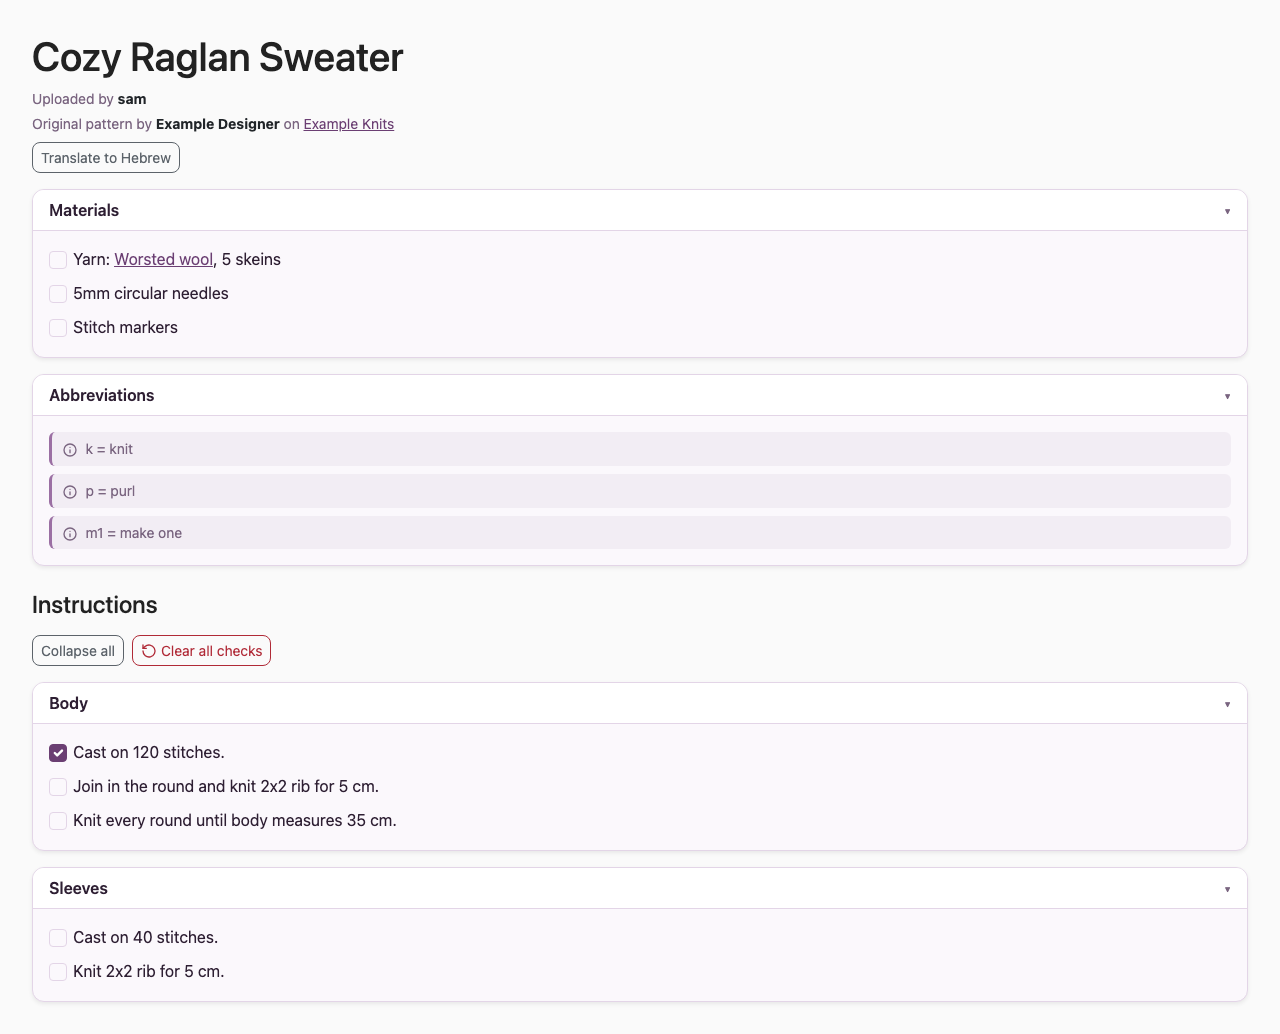 Cozy Raglan Sweater
Uploaded by sam
Original pattern by Example Designer on Example Knits
Translate to Hebrew
Materials
Yarn: Worsted wool, 5 skeins
5mm circular needles
Stitch markers
Abbreviations
k = knit
p = purl
m1 = make one
Instructions
Collapse all
Clear all checks
Body
Cast on 120 stitches.
Join in the round and knit 2x2 rib for 5 cm.
Knit every round until body measures 35 cm.
Sleeves
Cast on 40 stitches.
Knit 2x2 rib for 5 cm.